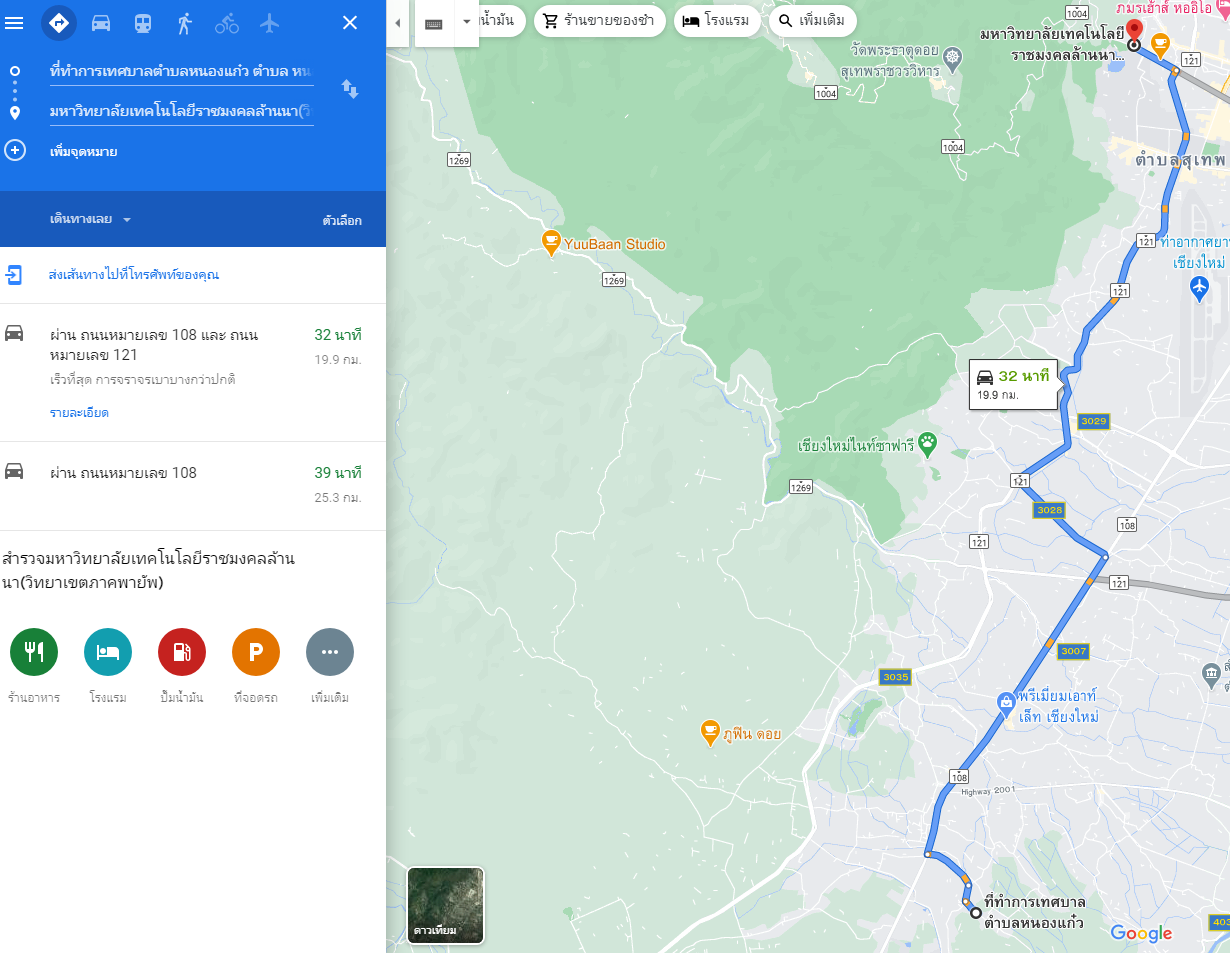 ที่ทำการเทศบาลตำบลหนองแก๋ว ตำบล
มหาวิทยาลัยเทคโนโลยีราชมงคลล้านนา
เพิ่มจุดหมาย
เดินทางเลย
ตัวเลือก
ส่งเส้นทางไปที่โทรศัพท์ของคุณ
ผ่าน ถนนหมายเลข 108 และ ถนน
หมายเลข 121
32 นาที
19.9 กม.
เร็วที่สุด การจราจรเบาบางกว่าปกติ
รายละเอียด
ผ่าน ถนนหมายเลข 108
39 นาที
25.3 กม.
สำรวจมหาวิทยาลัยเทคโนโลยีราชมงคลล้าน
นา(วิทยาเขตภาคพายัพ)
P
ร้านอาหาร
โรงแรม
ปั๊มน้ำมัน
ที่จอดรถ
เพิ่มเติม
น้ำมัน
ร้านขายของชำ
โรงแรม
เพิ่มเติม
1004
ภมรเฮ้าส์ หออิโอ
มหาวิทยาลัยเทคโนโลยี
ราชมงคลล้านนา...
121
วัดพระธาตุดอย
สุเทพราชวรวิหาร
1004
1004
1269
ตำบลสุเทพ
YuuBaan Studio
121
ท่าอากาศยาน
เชียงใหม่
1269
121
32 นาที
19.9 กม.
3029
เชียงใหม่ไนท์ซาฟารี
1269
121
3028
108
121
121
3007
3035
พรีเมี่ยมเอาท์
เล็ท เชียงใหม่
ภูฟิน ดอย
108
Highway 2001
ที่ทำการเทศบาล
ตำบลหนองแก๋ว
ดาวเทียม
Google